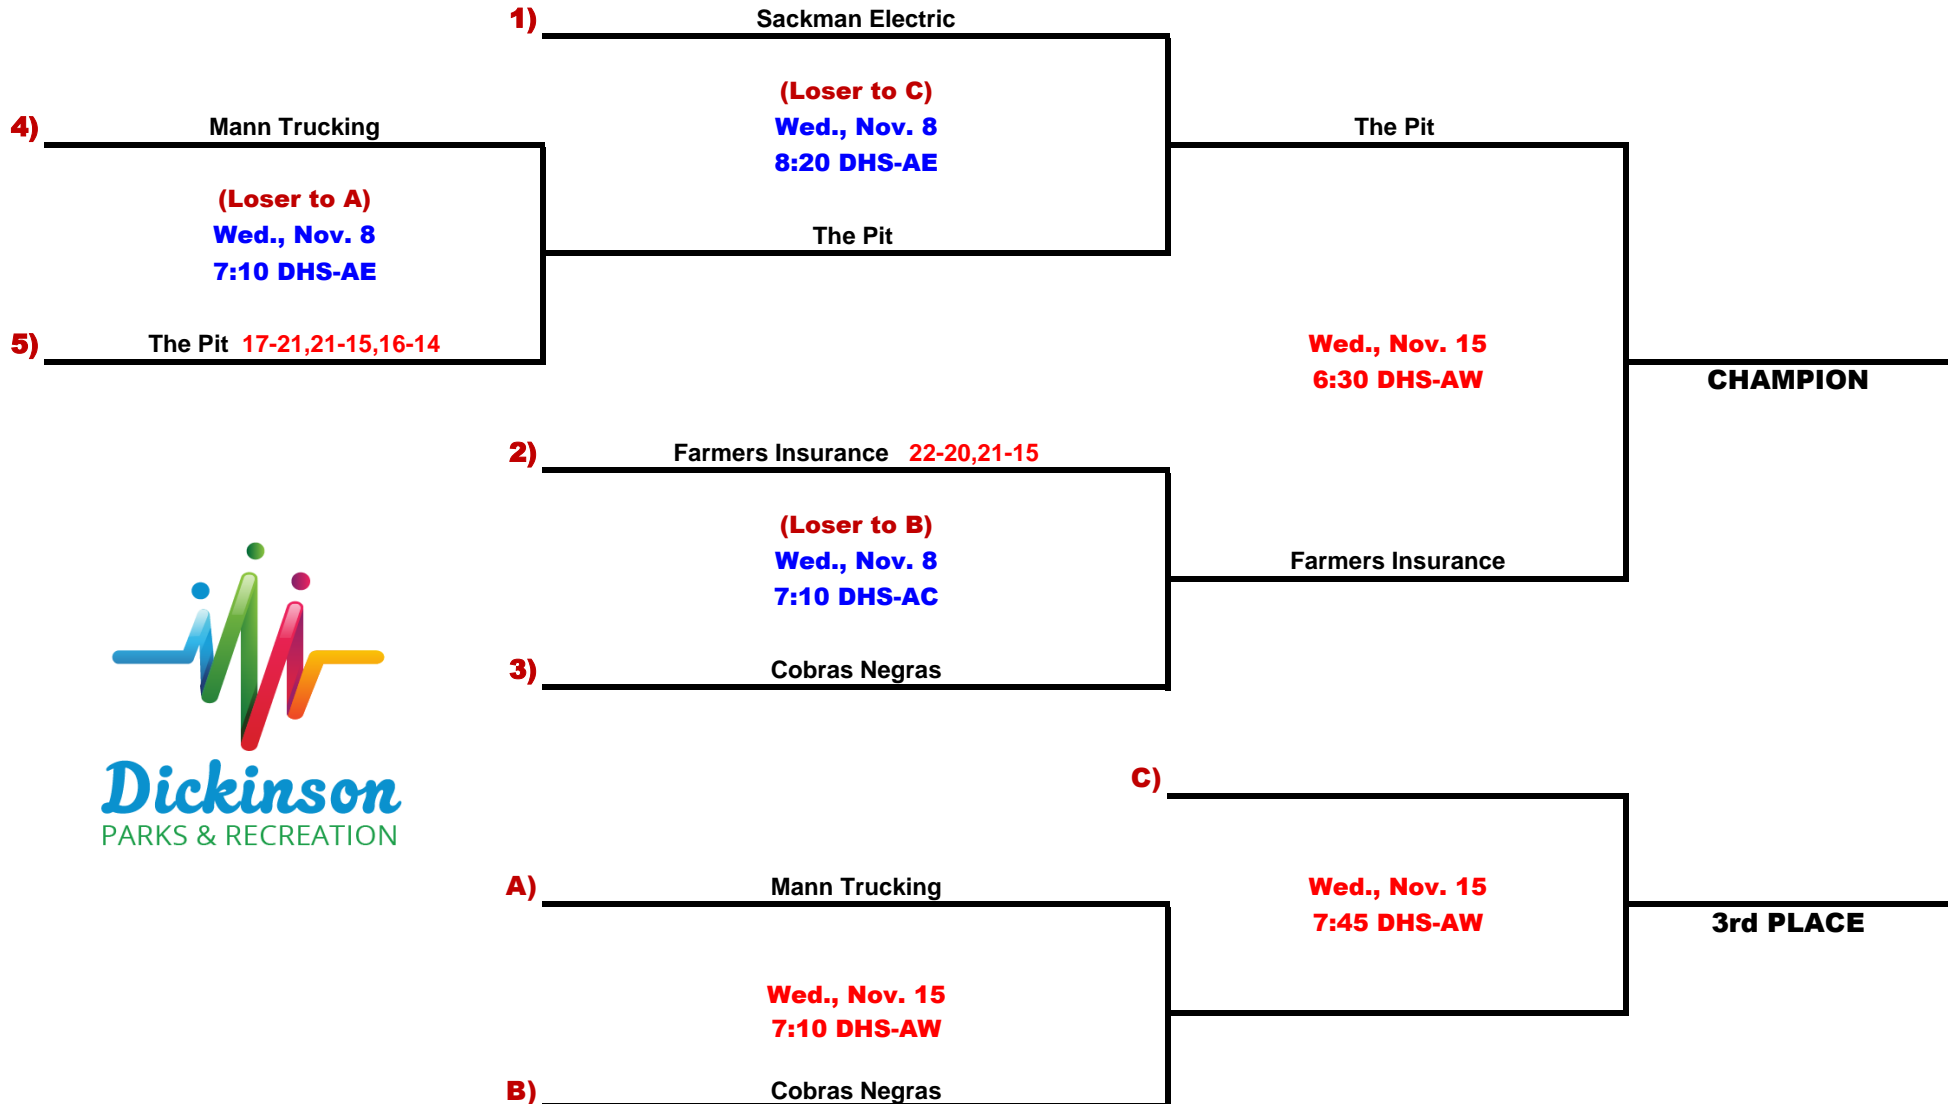 1) Sackman Electric
(Loser to C)
Wed., Nov. 8
8:20 DHS-AE
4) Mann Trucking
The Pit
(Loser to A)
Wed., Nov. 8
7:10 DHS-AE
The Pit
5) The Pit 17-21,21-15,16-14
Wed., Nov. 15
6:30 DHS-AW
CHAMPION
2) Farmers Insurance 22-20,21-15
(Loser to B)
Wed., Nov. 8
7:10 DHS-AC
Farmers Insurance
3) Cobras Negras
Dickinson
PARKS & RECREATION
C)
A) Mann Trucking
Wed., Nov. 15
7:45 DHS-AW
3rd PLACE
Wed., Nov. 15
7:10 DHS-AW
B) Cobras Negras